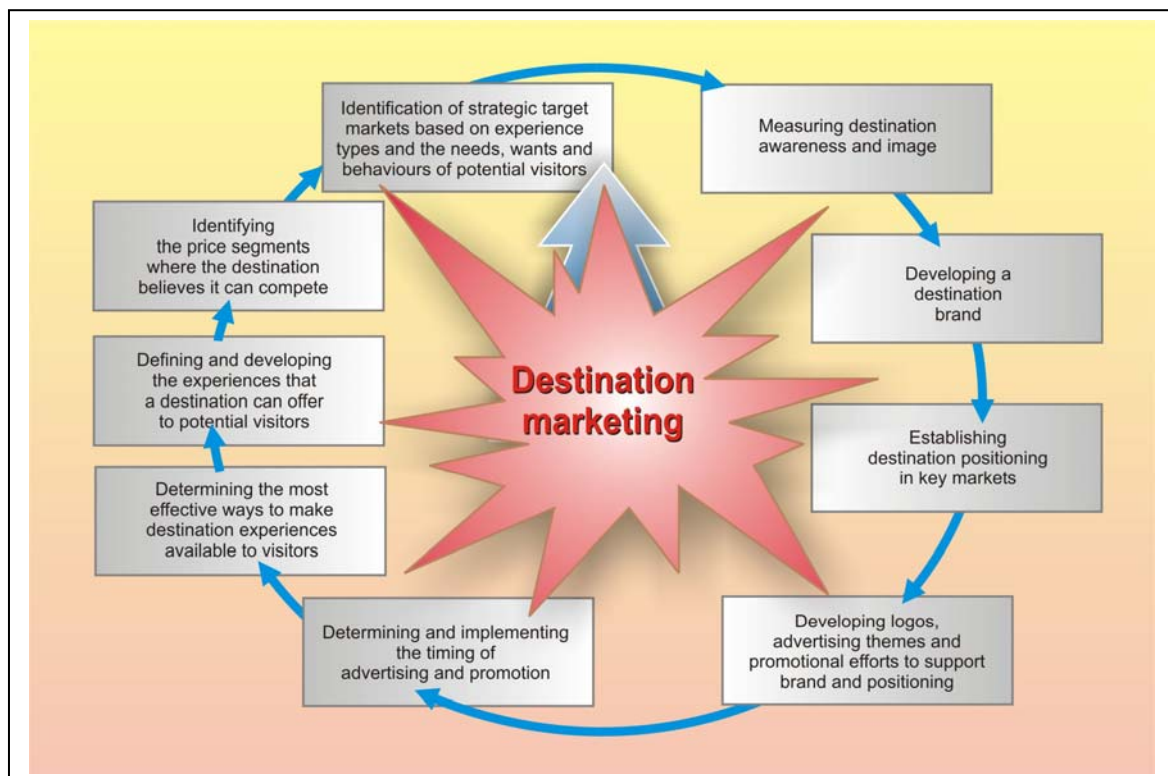 Identification of strategic target
markets based on experience
types and the needs, wants and
behaviours of potential visitors
Measuring destination
awareness and image
Developing a
destination
brand
Establishing
destination positioning
in key markets
Developing logos,
advertising themes and
promotional efforts to support
brand and positioning
Determining and implementing
the timing of
advertising and promotion
Determining the most
effective ways to make
destination experiences
available to visitors
Defining and developing
the experiences that
a destination can offer
to potential visitors
Identifying
the price segments
where the destination
believes it can compete
Destination
marketing